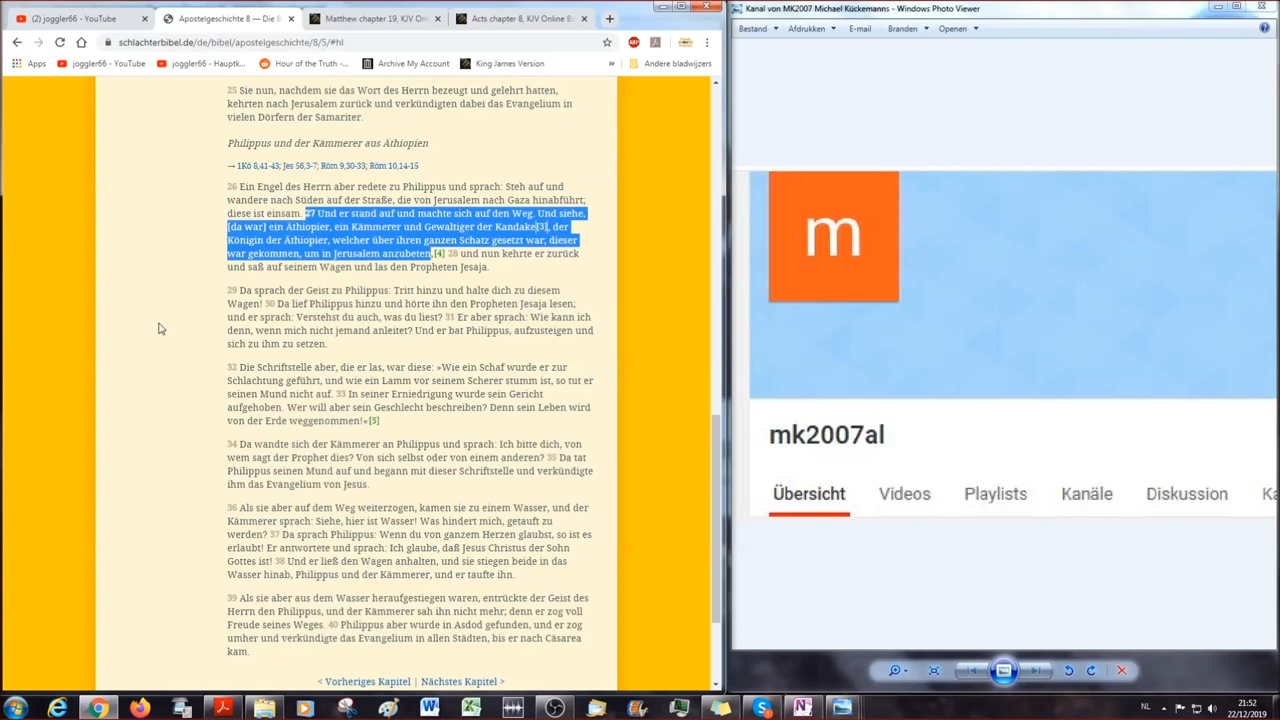 (2) joggler66 - YouTube
Apostelgeschichte 8 — Die B
Matthew chapter 19, KJV Onl
Acts chapter 8, KJV Online Bi
schlachterbibel.de/de/bibel/apostelgeschichte/8/5/#hl
Apps
joggler66 - YouTube
joggler66 - Hauptk...
Hour of the Truth -...
Archive My Account
King James Version
»
Andere bladwijzers
25 Sie nun, nachdem sie das Wort des Herrn bezeugt und gelehrt hatten,
kehrten nach Jerusalem zurück und verkündigten dabei das Evangelium in
vielen Dörfern der Samariter.
Philippus und der Kämmerer aus Äthiopien
→ 1Kö 8,41-43; Jes 56,3-7; Röm 9,30-33; Röm 10,14-15
26 Ein Engel des Herrn aber redete zu Philippus und sprach: Steh auf und
wandere nach Süden auf der Straße, die von Jerusalem nach Gaza hinabführt;
diese ist einsam. 27 Und er stand auf und machte sich auf den Weg. Und siehe,
[da war] ein Äthiopier, ein Kämmerer und Gewaltiger der Kandake[3], der
Königin der Äthiopier, welcher über ihren ganzen Schatz gesetzt war; dieser
war gekommen, um in Jerusalem anzubeten,[4] 28 und nun kehrte er zurück
und saß auf seinem Wagen und las den Propheten Jesaja.
29 Da sprach der Geist zu Philippus: Tritt hinzu und halte dich zu diesem
Wagen! 30 Da lief Philippus hinzu und hörte ihn den Propheten Jesaja lesen;
und er sprach: Verstehst du auch, was du liest? 31 Er aber sprach: Wie kann ich
denn, wenn mich nicht jemand anleitet? Und er bat Philippus, aufzusteigen und
sich zu ihm zu setzen.
32 Die Schriftstelle aber, die er las, war diese: »Wie ein Schaf wurde er zur
Schlachtung geführt, und wie ein Lamm vor seinem Scherer stumm ist, so tut er
seinen Mund nicht auf. 33 In seiner Erniedrigung wurde sein Gericht
aufgehoben. Wer will aber sein Geschlecht beschreiben? Denn sein Leben wird
von der Erde weggenommen!«[5]
34 Da wandte sich der Kämmerer an Philippus und sprach: Ich bitte dich, von
wem sagt der Prophet dies? Von sich selbst oder von einem anderen? 35 Da tat
Philippus seinen Mund auf und begann mit dieser Schriftstelle und verkündigte
ihm das Evangelium von Jesus.
36 Als sie aber auf dem Weg weiterzogen, kamen sie zu einem Wasser, und der
Kämmerer sprach: Siehe, hier ist Wasser! Was hindert mich, getauft zu
werden? 37 Da sprach Philippus: Wenn du von ganzem Herzen glaubst, so ist es
erlaubt! Er antwortete und sprach: Ich glaube, daß Jesus Christus der Sohn
Gottes ist! 38 Und er ließ den Wagen anhalten, und sie stiegen beide in das
Wasser hinab, Philippus und der Kämmerer, und er taufte ihn.
39 Als sie aber aus dem Wasser heraufgestiegen waren, entrückte der Geist des
Herrn den Philippus, und der Kämmerer sah ihn nicht mehr; denn er zog voll
Freude seines Weges. 40 Philippus aber wurde in Asdod gefunden, und er zog
umher und verkündigte das Evangelium in allen Städten, bis er nach Cäsarea
kam.
< Vorheriges Kapitel | Nächstes Kapitel >
Kanal von MK2007 Michael Kückemanns - Windows Photo Viewer
Bestand
Afdrukken
E-mail
Branden
Openen
m
mk2007al
Übersicht
Videos
Playlists
Kanäle
Diskussion
Ka
NL
21:52
22/12/2019